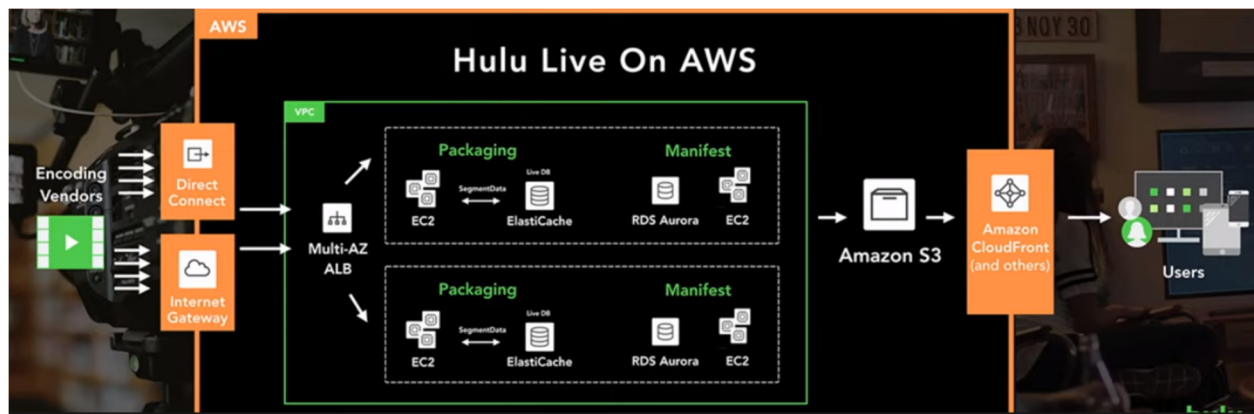 AWS
Hulu Live On AWS
VPC
Encoding
Vendors
Direct
Connect
Internet
Gateway
Multi-AZ
ALB
Packaging
Manifest
Live DB
SegmentData
EC2
ElastiCache
RDS Aurora
EC2
Packaging
Manifest
Live DB
SegmentData
EC2
ElastiCache
RDS Aurora
EC2
Amazon S3
Amazon
CloudFront
(and others)
Users
NOY 30